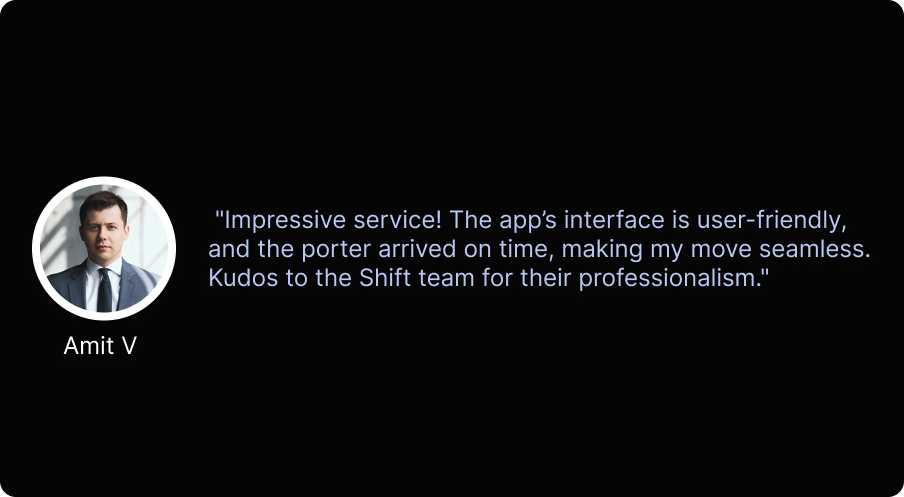 "Impressive service! The app’s interface is user-friendly,
and the porter arrived on time, making my move seamless.
Kudos to the Shift team for their professionalism."
Amit V